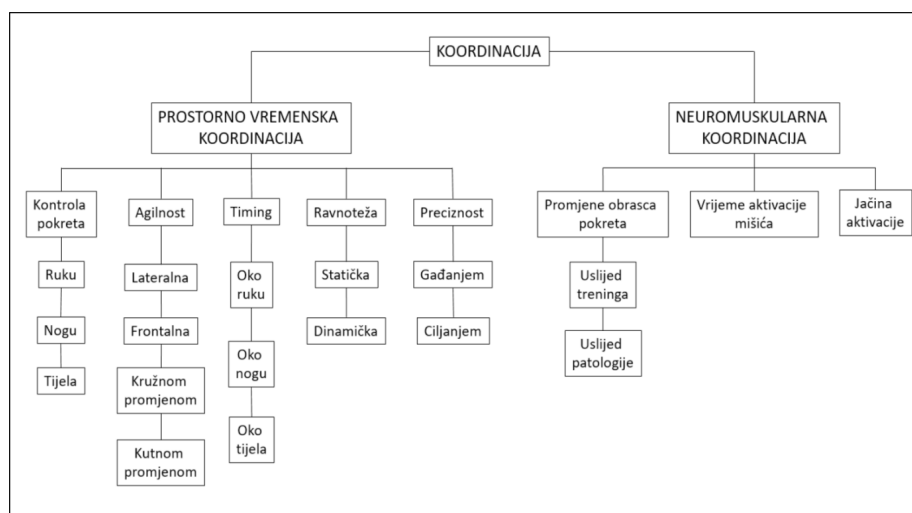 KOORDINACIJA
PROSTORNO VREMENSKA
KOORDINACIJA
NEUROMUSKULARNA
KOORDINACIJA
Kontrola
pokreta
Ruku
Nogu
Tijela
Agilnost
Lateralna
Frontalna
Kružnom
promjenom
Kutnom
promjenom
Timing
Oko
ruku
Oko
nogu
Oko
tijela
Ravnoteža
Statička
Dinamička
Preciznost
Gađanjem
Ciljanjem
Promjene obrasca
pokreta
Uslijed
treninga
Uslijed
patologije
Vrijeme aktivacije
mišića
Jačina
aktivacije